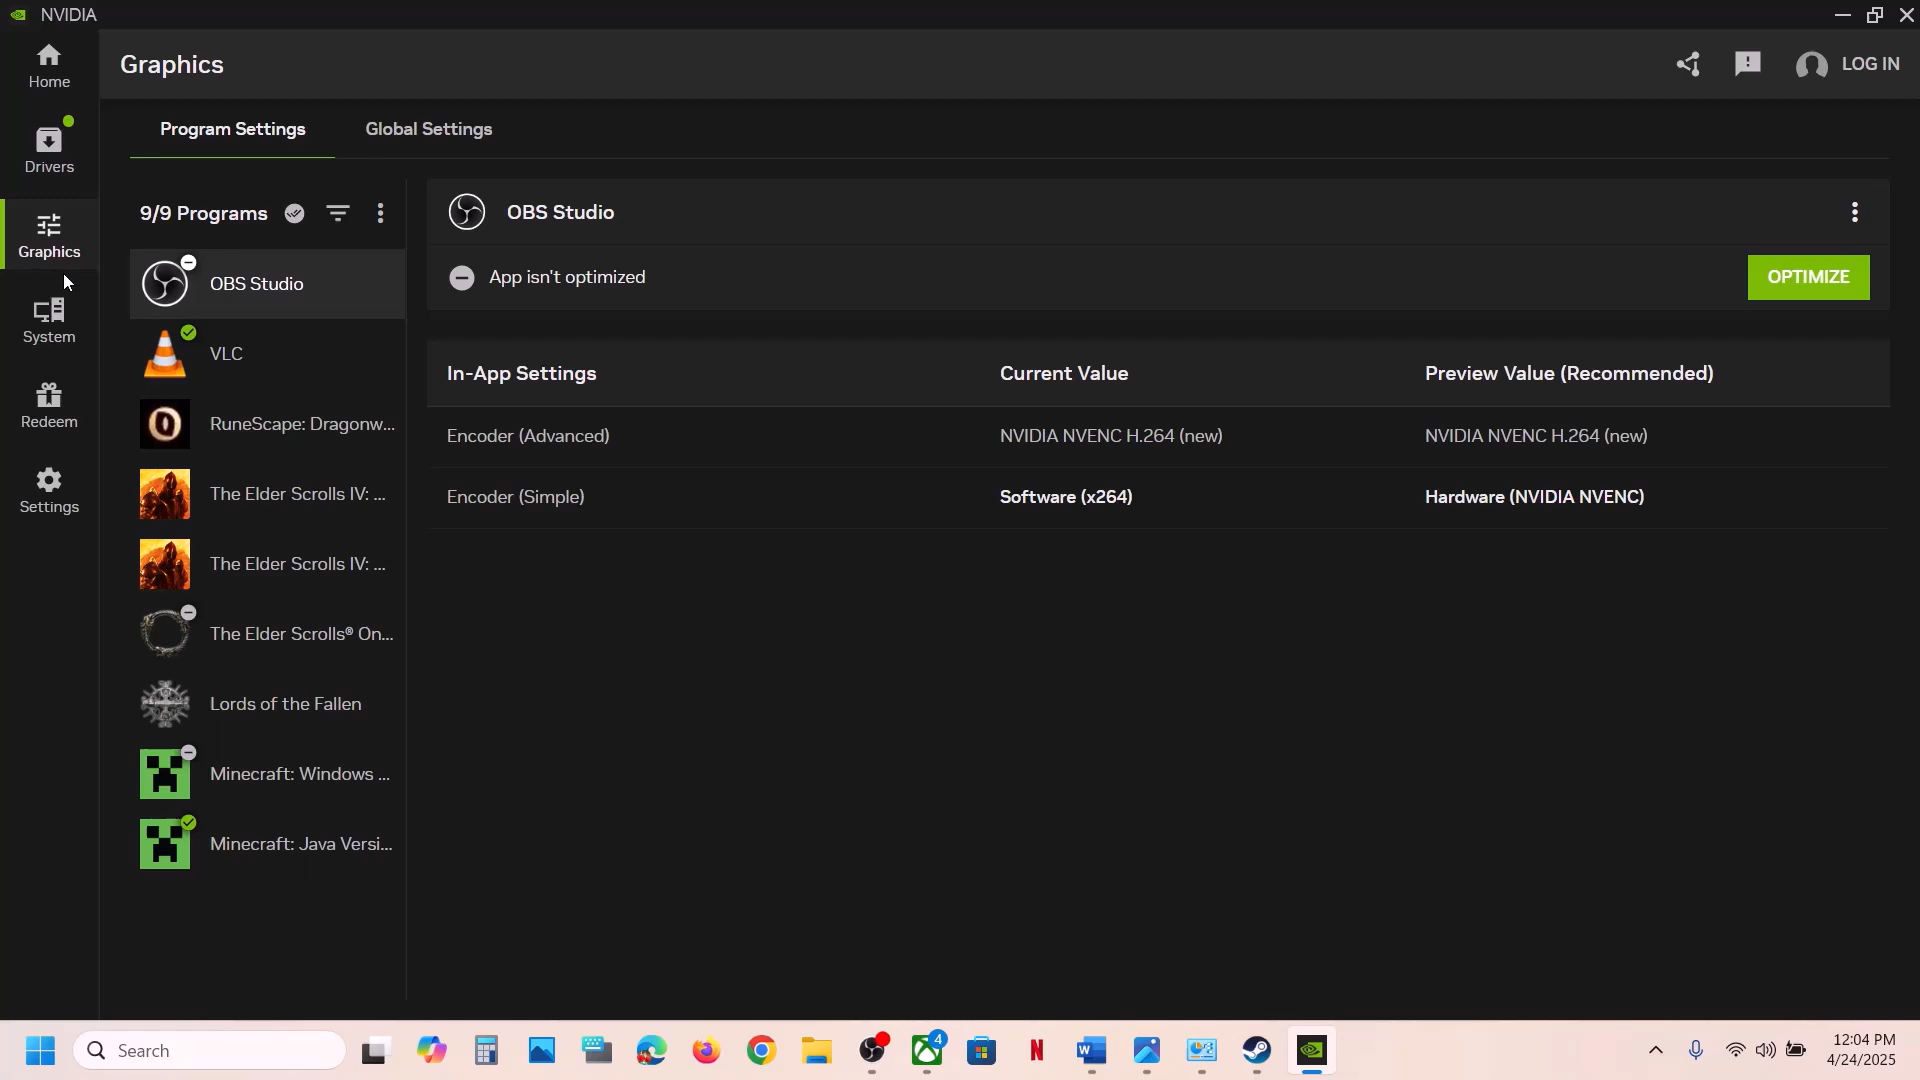 NVIDIA
Home
Drivers
Graphics
System
Redeem
Settings
Graphics
LOG IN
Program Settings
Global Settings
9/9 Programs
OBS Studio
VLC
RuneScape: Dragonw...
The Elder Scrolls IV: ...
The Elder Scrolls IV: ...
The Elder Scrolls® On...
Lords of the Fallen
Minecraft: Windows ...
Minecraft: Java Versi...
OBS Studio
App isn't optimized
OPTIMIZE
In-App Settings Current Value Preview Value (Recommended)
Encoder (Advanced) NVIDIA NVENC H.264 (new) NVIDIA NVENC H.264 (new)
Encoder (Simple) Software (x264) Hardware (NVIDIA NVENC)
Search
4
12:04 PM
4/24/2025